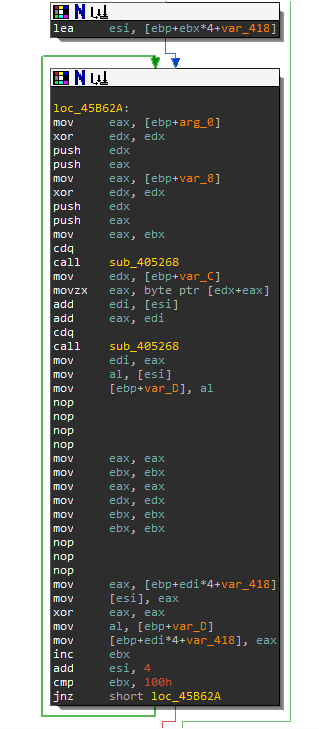 lea esi, [ebp+ebx*4+var_418]
loc_45B62A:
mov eax, [ebp+arg_0]
xor edx, edx
push edx
push eax
mov eax, [ebp+var_8]
xor edx, edx
push edx
push eax
mov eax, ebx
cdq
call sub_405268
mov edx, [ebp+var_C]
movzx eax, byte ptr [edx+eax]
add edi, [esi]
add eax, edi
cdq
call sub_405268
mov edi, eax
mov al, [esi]
mov [ebp+var_D], al
nop
nop
nop
nop
mov eax, eax
mov ebx, ebx
mov eax, eax
mov edx, edx
mov ebx, ebx
mov ebx, ebx
nop
nop
nop
mov eax, [ebp+edi*4+var_418]
mov [esi], eax
xor eax, eax
mov al, [ebp+var_D]
mov [ebp+edi*4+var_418], eax
inc ebx
add esi, 4
cmp ebx, 100h
jnz short loc_45B62A